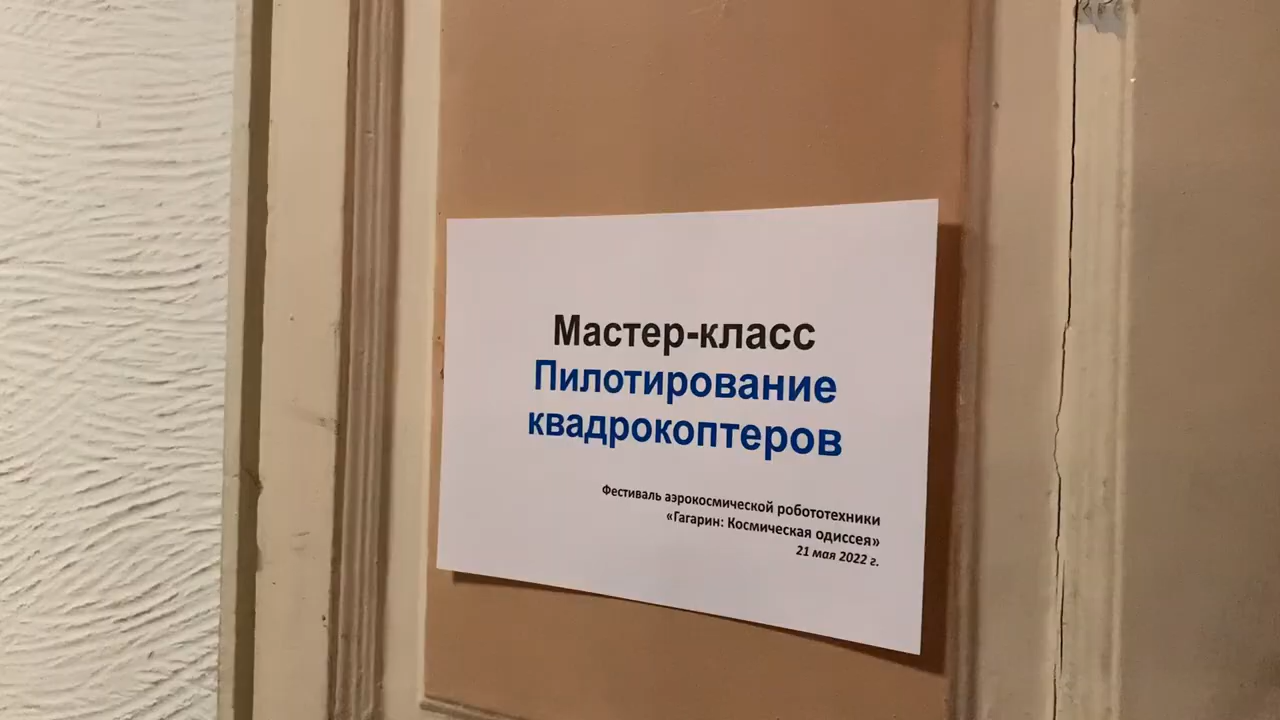 Мастер-класс
Пилотирование
квадрокоптеров
Фестиваль аэрокосмической робототехники
«Гагарин: Космическая одиссея»
21 мая 2022 г.